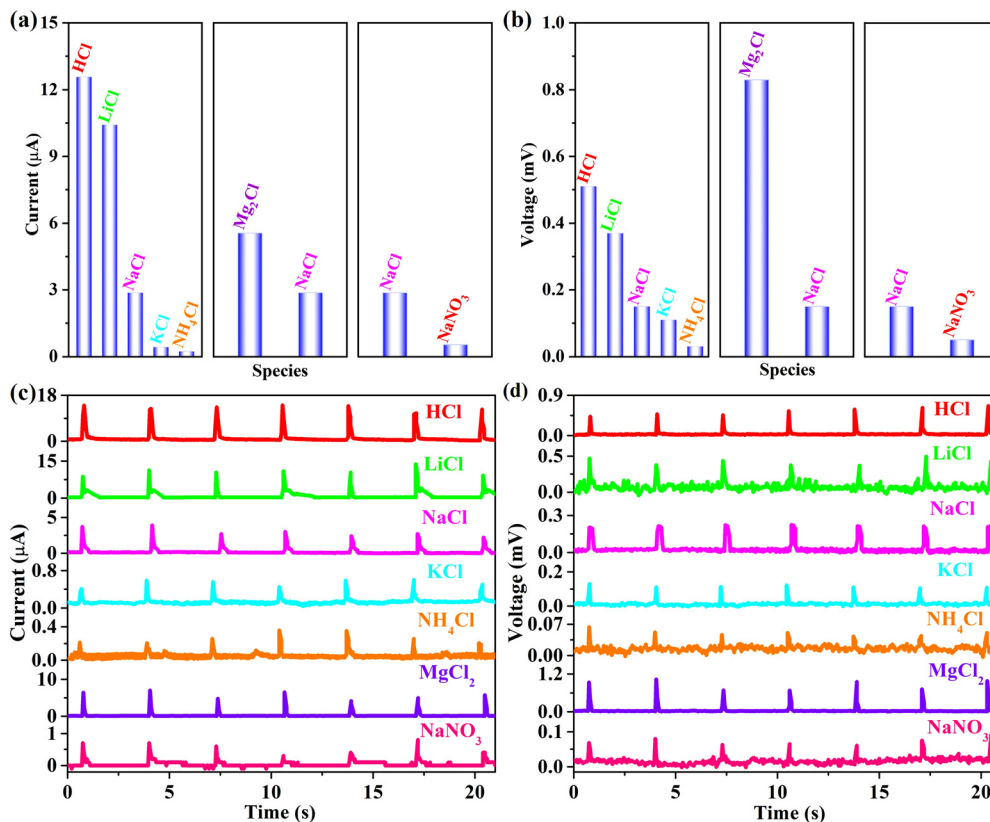 (a)
15
12
9
6
3
0
Current (μA)
HCl
LiCl
NaCl
KCl
NH₄Cl
Mg₂Cl
NaCl
NaCl
NaNO₃
Species
(b)
1.0
0.8
0.6
0.4
0.2
0.0
Voltage (mV)
HCl
LiCl
NaCl
KCl
NH₄Cl
Mg₂Cl
NaCl
NaCl
NaNO₃
Species
(c)
18
0
15
0
5
0
0.8
0.0
0.4
0.0
10
0
1
0
Current (μA)
HCl
LiCl
NaCl
KCl
NH₄Cl
MgCl₂
NaNO₃
0 5 10 15 20
Time (s)
(d)
0.9
0.0
0.5
0.0
0.3
0.0
0.2
0.0
0.07
0.00
1.2
0.0
0.1
0.0
Voltage (mV)
HCl
LiCl
NaCl
KCl
NH₄Cl
MgCl₂
NaNO₃
0 5 10 15 20
Time (s)